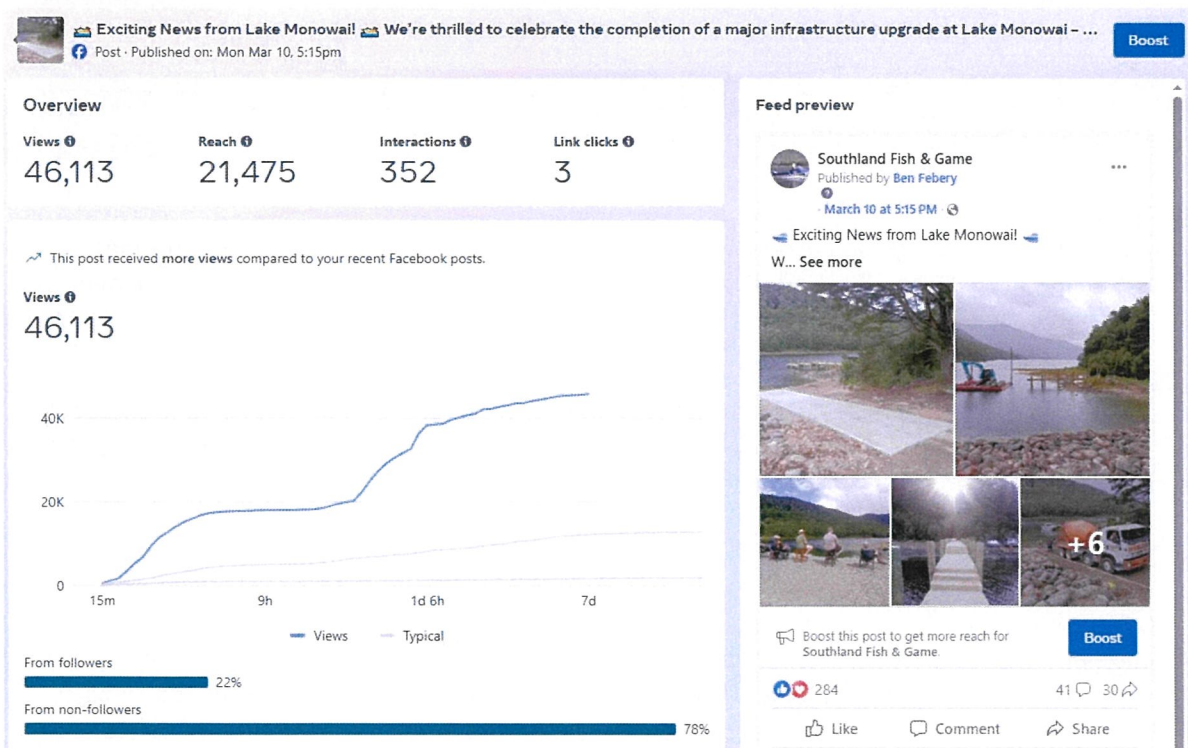 🚤 Exciting News from Lake Monowai! 🚤 We're thrilled to celebrate the completion of a major infrastructure upgrade at Lake Monowai – ...
Post · Published on: Mon Mar 10, 5:15pm
Boost
Overview
Views
Reach
Interactions
Link clicks
46,113
21,475
352
3
This post received more views compared to your recent Facebook posts.
Views
46,113
40K
20K
0
15m
9h
1d 6h
7d
Views
Typical
From followers
22%
From non-followers
78%
Feed preview
Southland Fish & Game
Published by Ben Febery
· March 10 at 5:15 PM ·
🚤 Exciting News from Lake Monowai! 🚤
W... See more
+6
Boost this post to get more reach for
Southland Fish & Game.
Boost
284
41
30
Like
Comment
Share